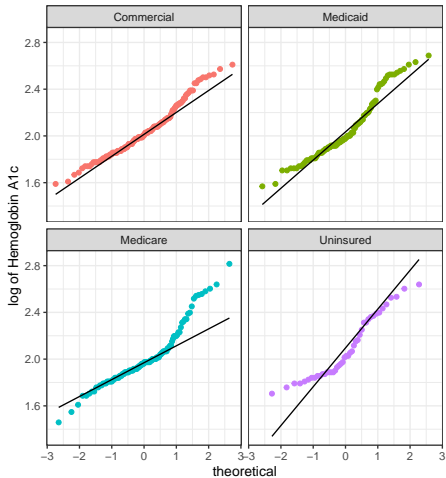 Commercial
Medicaid
2.8
2.4
2.0
1.6
log of Hemoglobin A1c
Medicare
Uninsured
2.8
2.4
2.0
1.6
−3 −2 −1 0 1 2 3
−3 −2 −1 0 1 2 3
theoretical